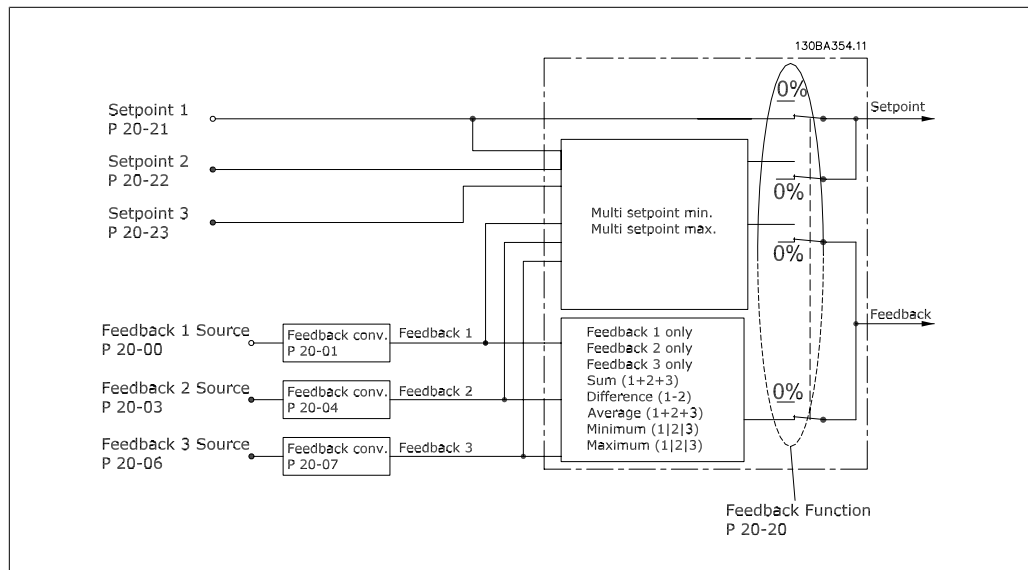 130BA354.11
Setpoint 1
P 20-21
0%
Setpoint
Setpoint 2
P 20-22
0%
Setpoint 3
P 20-23
Multi setpoint min.
Multi setpoint max.
0%
Feedback
Feedback 1 Source
P 20-00
Feedback conv.
P 20-01
Feedback 1
Feedback 2 Source
P 20-03
Feedback conv.
P 20-04
Feedback 2
Feedback 3 Source
P 20-06
Feedback conv.
P 20-07
Feedback 3
Feedback 1 only
Feedback 2 only
Feedback 3 only
Sum (1+2+3)
Difference (1-2)
Average (1+2+3)
Minimum (1|2|3)
Maximum (1|2|3)
0%
Feedback Function
P 20-20